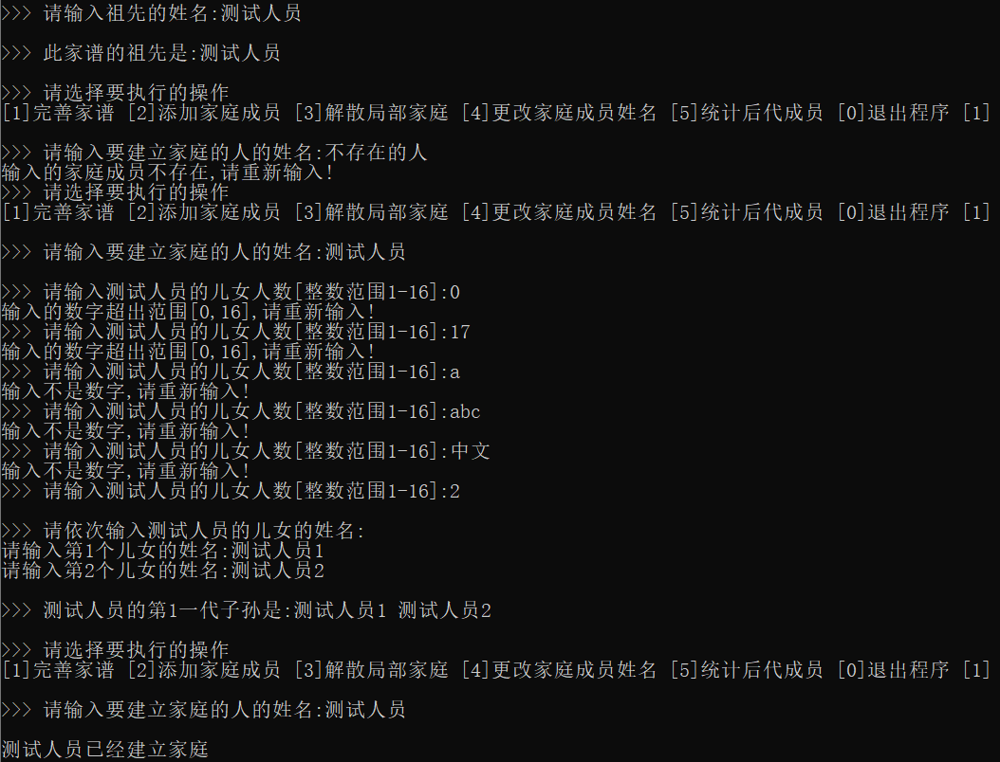 >>> 请输入祖先的姓名:测试人员
>>> 此家谱的祖先是:测试人员
>>> 请选择要执行的操作
[1]完善家谱 [2]添加家庭成员 [3]解散局部家庭 [4]更改家庭成员姓名 [5]统计后代成员 [0]退出程序 [1]
>>> 请输入要建立家庭的人的姓名:不存在的人
输入的家庭成员不存在,请重新输入!
>>> 请选择要执行的操作
[1]完善家谱 [2]添加家庭成员 [3]解散局部家庭 [4]更改家庭成员姓名 [5]统计后代成员 [0]退出程序 [1]
>>> 请输入要建立家庭的人的姓名:测试人员
>>> 请输入测试人员的儿女人数[整数范围1-16]:0
输入的数字超出范围[0,16],请重新输入!
>>> 请输入测试人员的儿女人数[整数范围1-16]:17
输入的数字超出范围[0,16],请重新输入!
>>> 请输入测试人员的儿女人数[整数范围1-16]:a
输入不是数字,请重新输入!
>>> 请输入测试人员的儿女人数[整数范围1-16]:abc
输入不是数字,请重新输入!
>>> 请输入测试人员的儿女人数[整数范围1-16]:中文
输入不是数字,请重新输入!
>>> 请输入测试人员的儿女人数[整数范围1-16]:2
>>> 请依次输入测试人员的儿女的姓名:
请输入第1个儿女的姓名:测试人员1
请输入第2个儿女的姓名:测试人员2
>>> 测试人员的第1一代子孙是:测试人员1 测试人员2
>>> 请选择要执行的操作
[1]完善家谱 [2]添加家庭成员 [3]解散局部家庭 [4]更改家庭成员姓名 [5]统计后代成员 [0]退出程序 [1]
>>> 请输入要建立家庭的人的姓名:测试人员
测试人员已经建立家庭